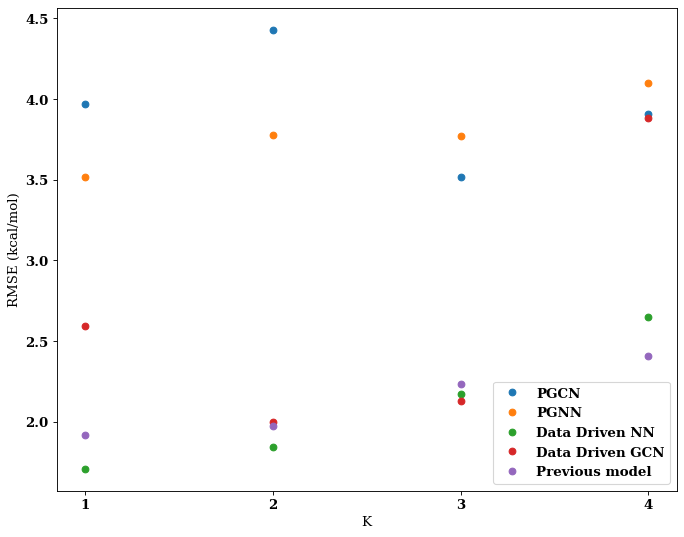 4.5
4.0
3.5
3.0
2.5
2.0
RMSE (kcal/mol)
1
2
3
4
K
PGCN
PGNN
Data Driven NN
Data Driven GCN
Previous model